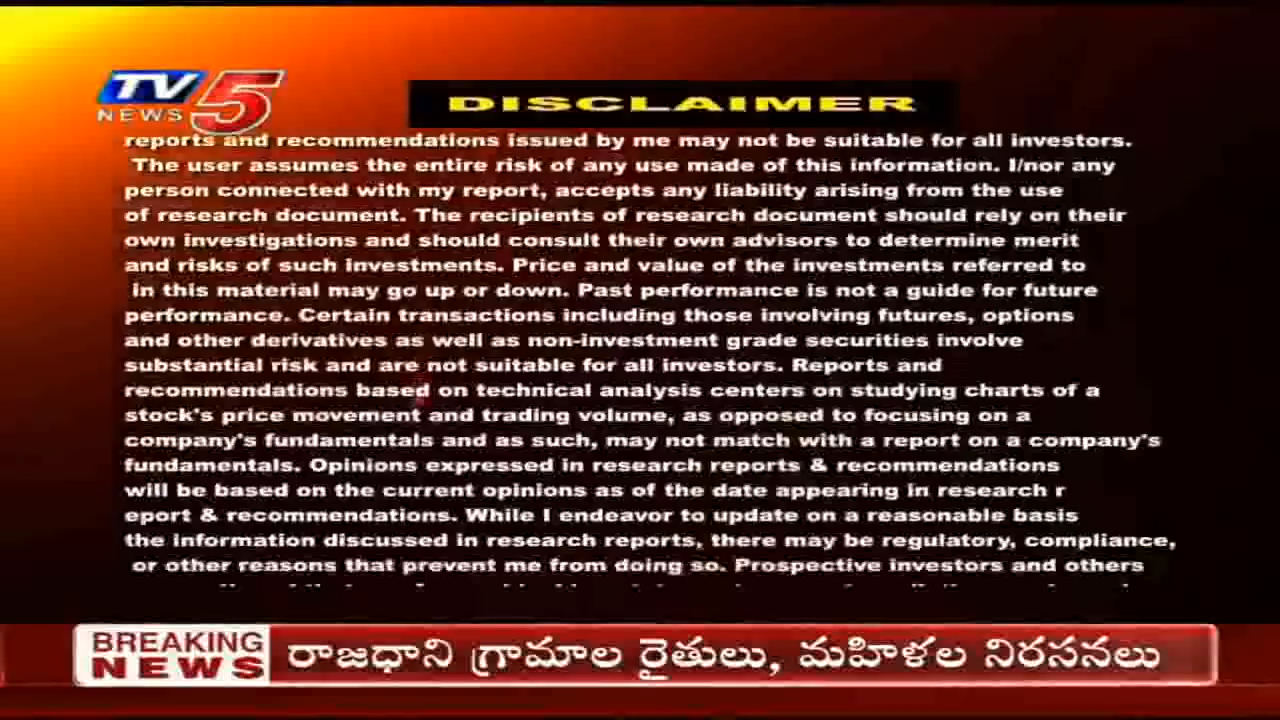 TV5
NEWS
DISCLAIMER
reports and recommendations issued by me may not be suitable for all investors.
The user assumes the entire risk of any use made of this information. I/nor any
person connected with my report, accepts any liability arising from the use
of research document. The recipients of research document should rely on their
own investigations and should consult their own advisors to determine merit
and risks of such investments. Price and value of the investments referred to
in this material may go up or down. Past performance is not a guide for future
performance. Certain transactions including those involving futures, options
and other derivatives as well as non-investment grade securities involve
substantial risk and are not suitable for all investors. Reports and
recommendations based on technical analysis centers on studying charts of a
stock's price movement and trading volume, as opposed to focusing on a
company's fundamentals and as such, may not match with a report on a company's
fundamentals. Opinions expressed in research reports & recommendations
will be based on the current opinions as of the date appearing in research r
eport & recommendations. While I endeavor to update on a reasonable basis
the information discussed in research reports, there may be regulatory, compliance,
or other reasons that prevent me from doing so. Prospective investors and others
BREAKING
NEWS
రాజధాని గ్రామాల రైతులు, మహిళల నిరసనలు